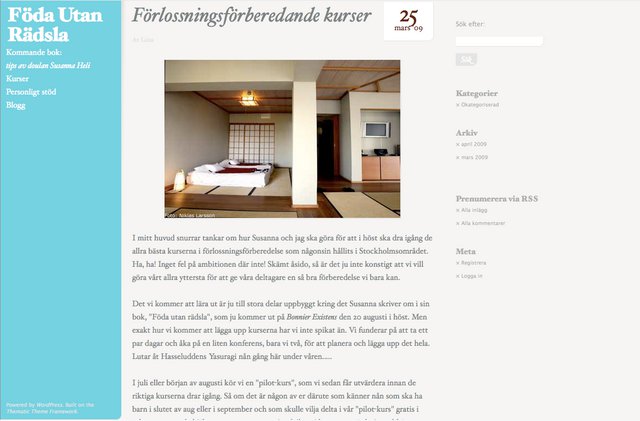 Föda Utan
Rädsla
Kommande bok:
tips av doulan Susanna Heli
Kurser
Personligt stöd
Blogg
Powered by WordPress. Built on the
Thematic Theme Framework.
Förlossningsförberedande kurser
25
mars 09
Foto: Niklas Larsson
I mitt huvud snurrar tankar om hur Susanna och jag ska göra för att i höst ska dra igång de
allra bästa kurserna i förlossningsförberedelse som någonsin hållits i Stockholmsområdet.
Ha, ha! Inget fel på ambitionen där inte! Skämt åsido, så är det ju inte konstigt att vi vill
göra vårt allra yttersta för att ge våra deltagare en så bra förberedelse vi bara kan.
Det vi kommer att lära ut är ju till stora delar uppbyggt kring det Susanna skriver om i sin
bok, "Föda utan rädsla", som ju kommer ut på Bonnier Existens den 20 augusti i höst. Men
exakt hur vi kommer att lägga upp kurserna har vi inte spikat än. Vi funderar på att ta ett
par dagar och åka på en liten konferens, bara vi två, för att planera och lägga upp det hela.
Lutar åt Hasseluddens Yasuragi nån gång här under våren.....
I juli eller början av augusti kör vi en "pilot-kurs", som vi sedan får utvärdera innan de
riktiga kurserna drar igång. Så om det är någon av er därute som känner nån som ska ha
barn i slutet av aug eller i september och som skulle vilja delta i vår "pilot-kurs" gratis i
Sök efter:
Sök
Kategorier
× Okategoriserad
Arkiv
× april 2009
× mars 2009
Prenumerera via RSS
× Alla inlägg
× Alla kommentarer
Meta
× Registrera
× Logga in